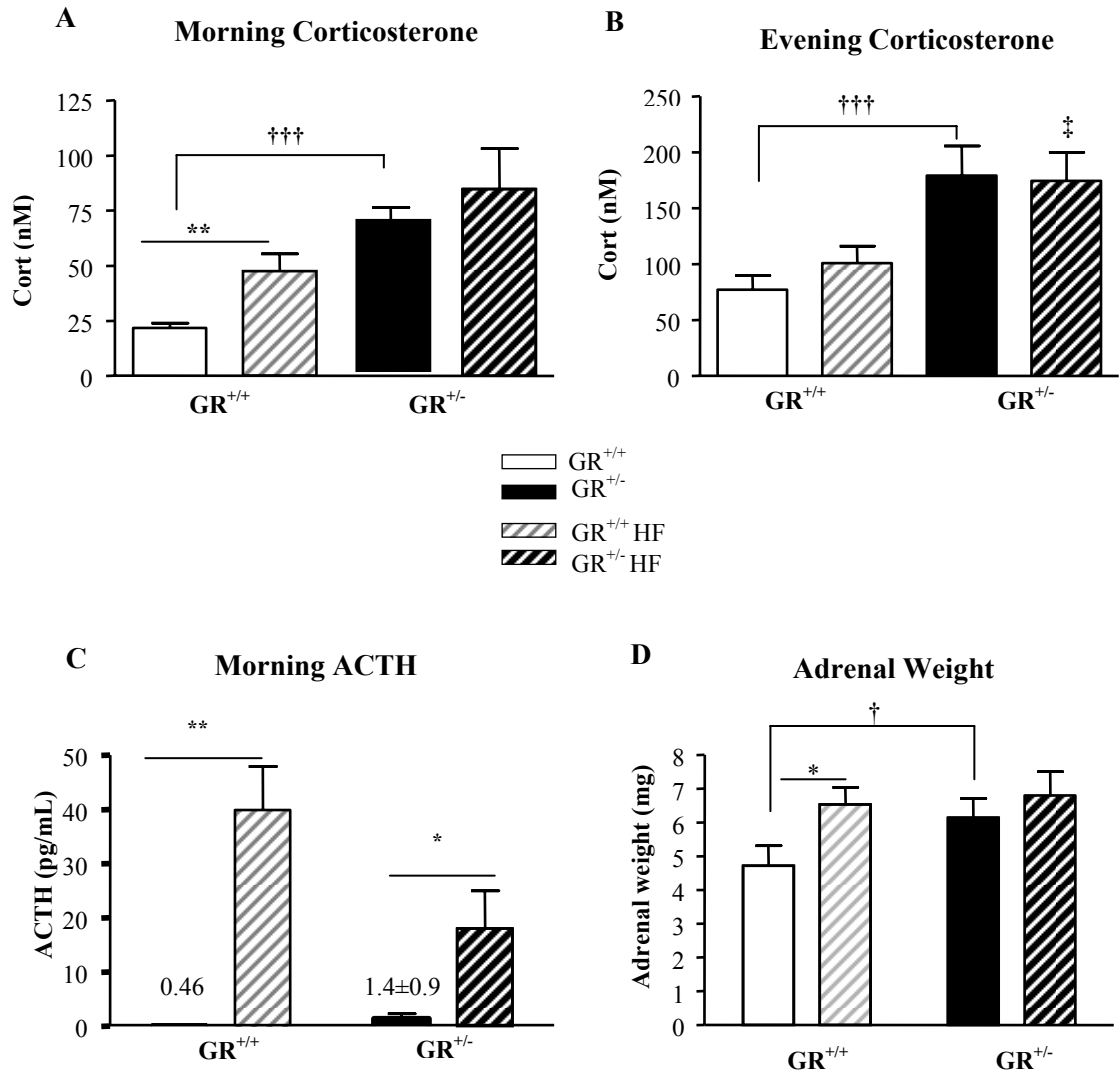 A
Morning Corticosterone
Cort (nM)
125
100
75
50
25
0
†††
**
GR+/+
GR+/-
B
Evening Corticosterone
Cort (nM)
250
200
150
100
50
0
†††
‡
GR+/+
GR+/-
GR+/+
GR+/-
GR+/+ HF
GR+/- HF
C
Morning ACTH
ACTH (pg/mL)
50
40
30
20
10
0
**
*
0.46
1.4±0.9
GR+/+
GR+/-
D
Adrenal Weight
Adrenal weight (mg)
8
7
6
5
4
3
2
1
0
†
*
GR+/+
GR+/-